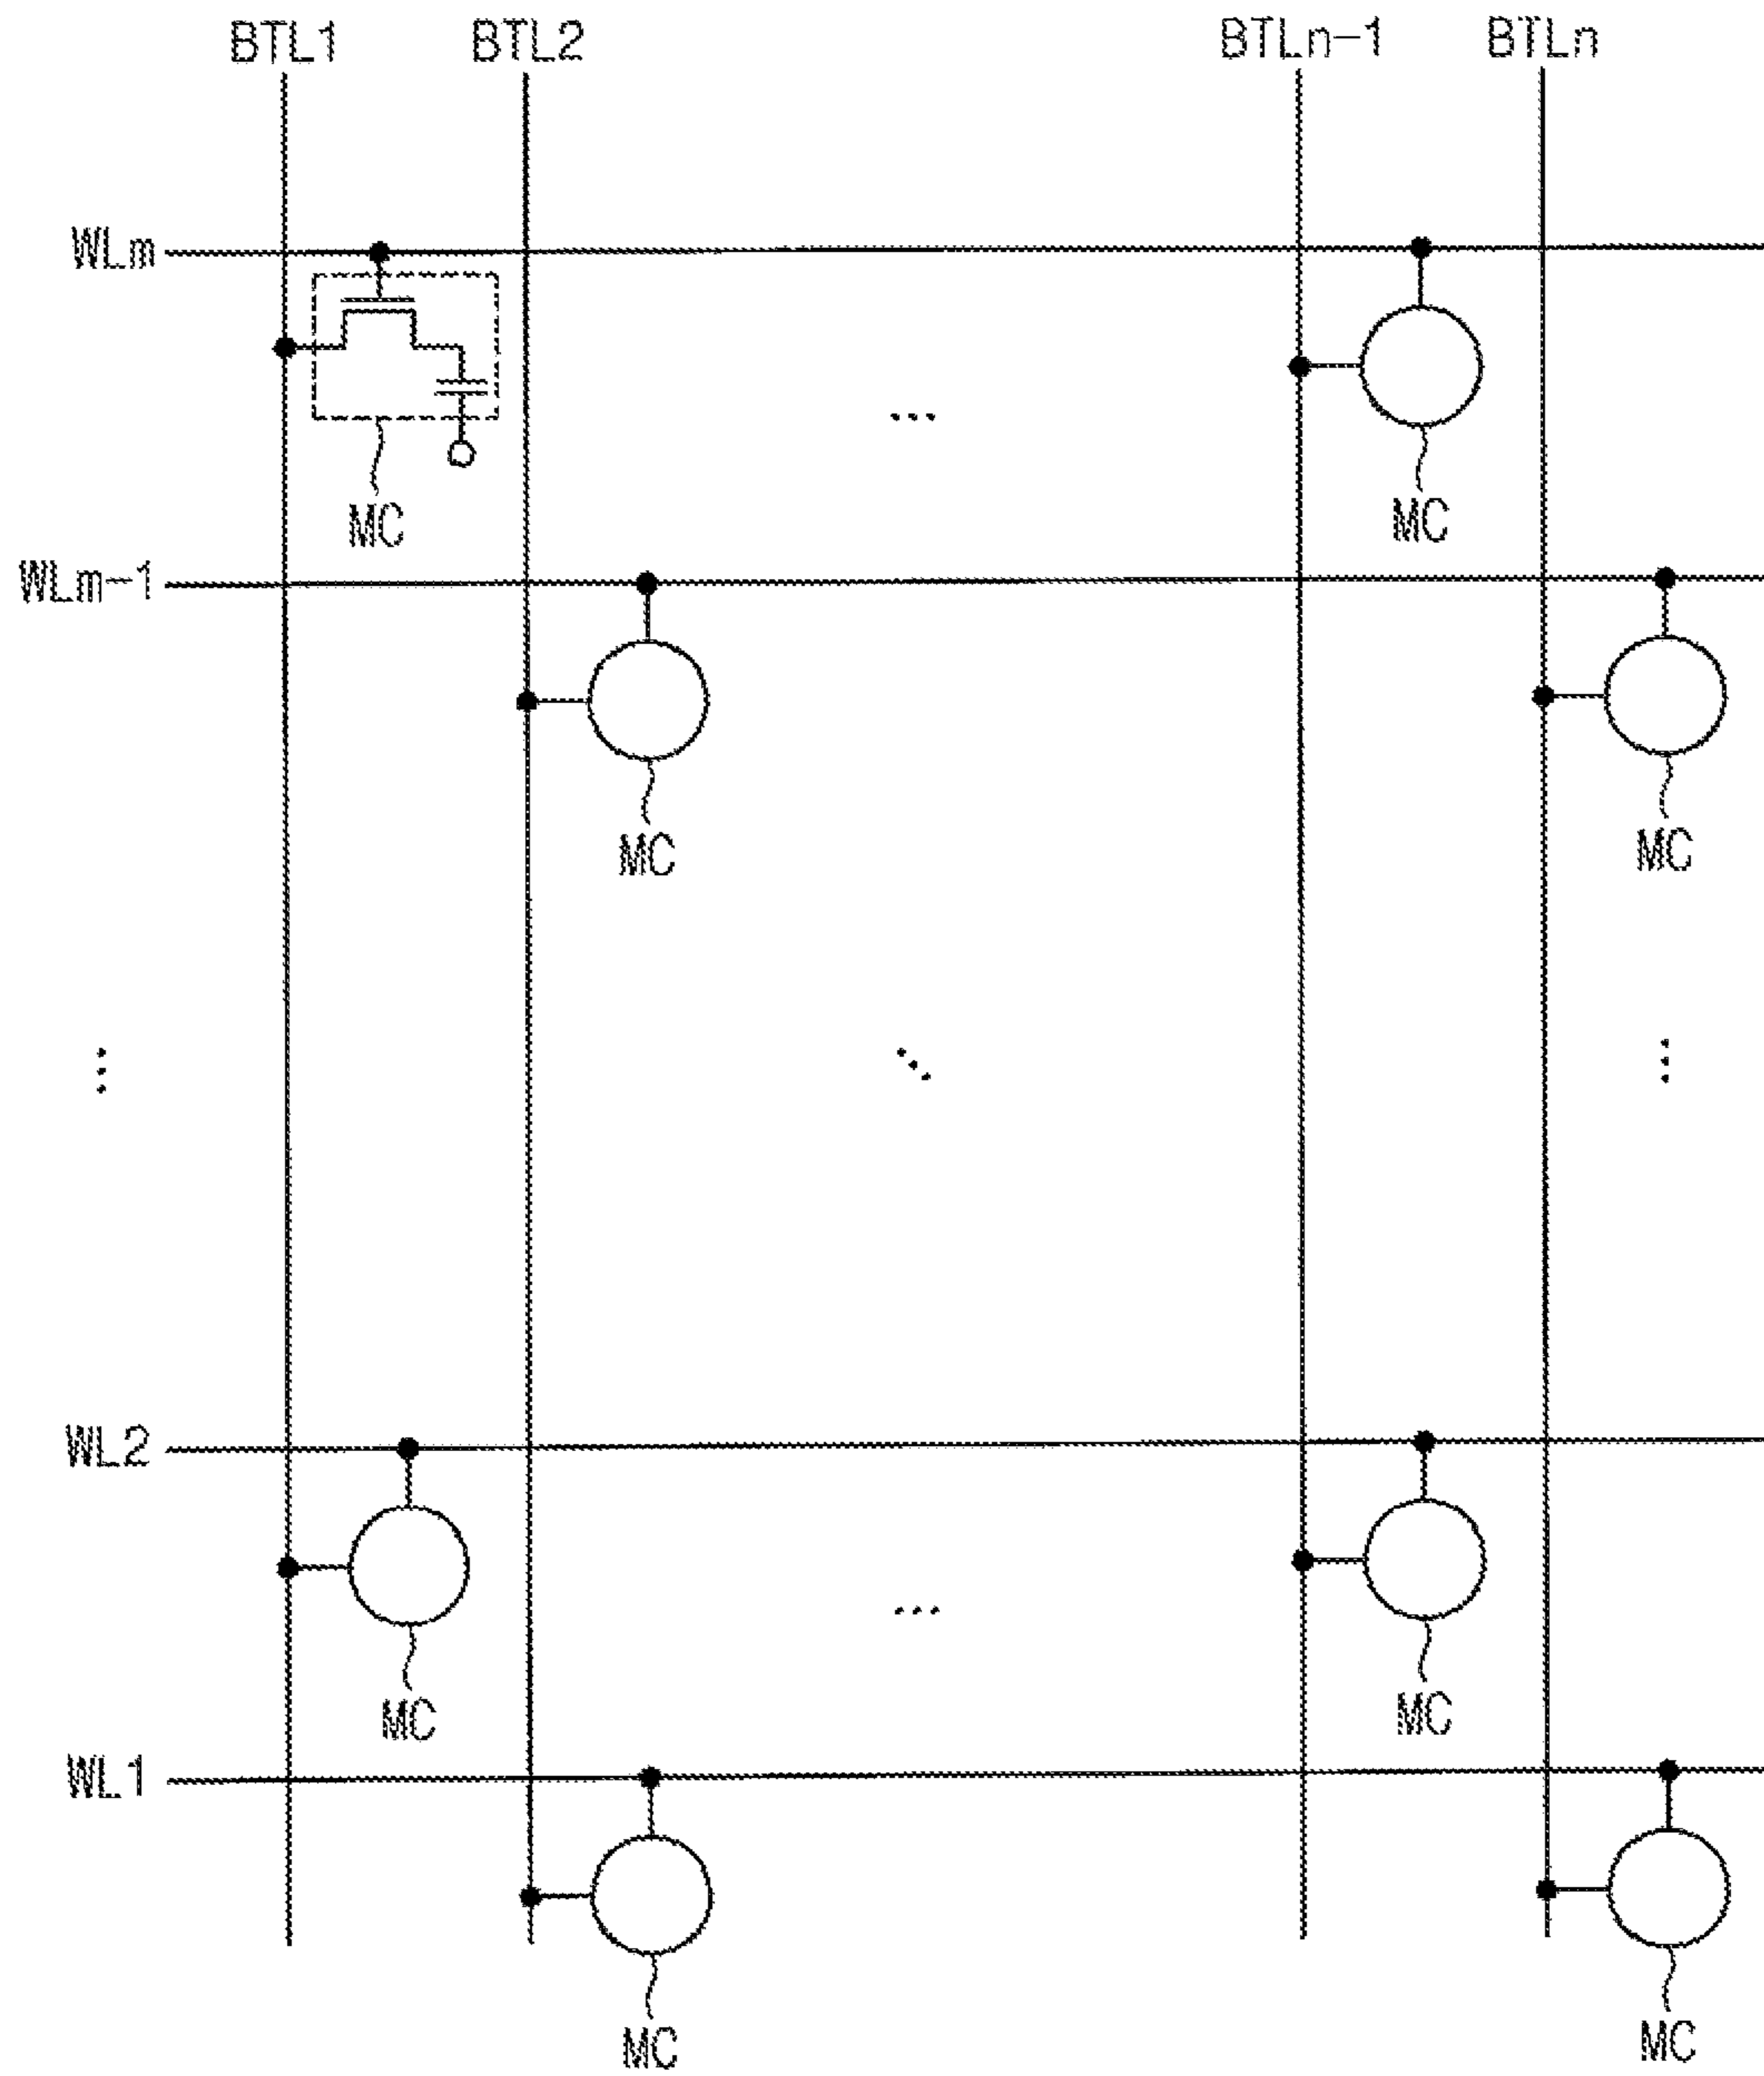 BTL1 BTL2 BTLn-1 BTLn
WLm
MC MC
WLm-1
MC MC
...
WL2
MC MC
WL1
MC MC